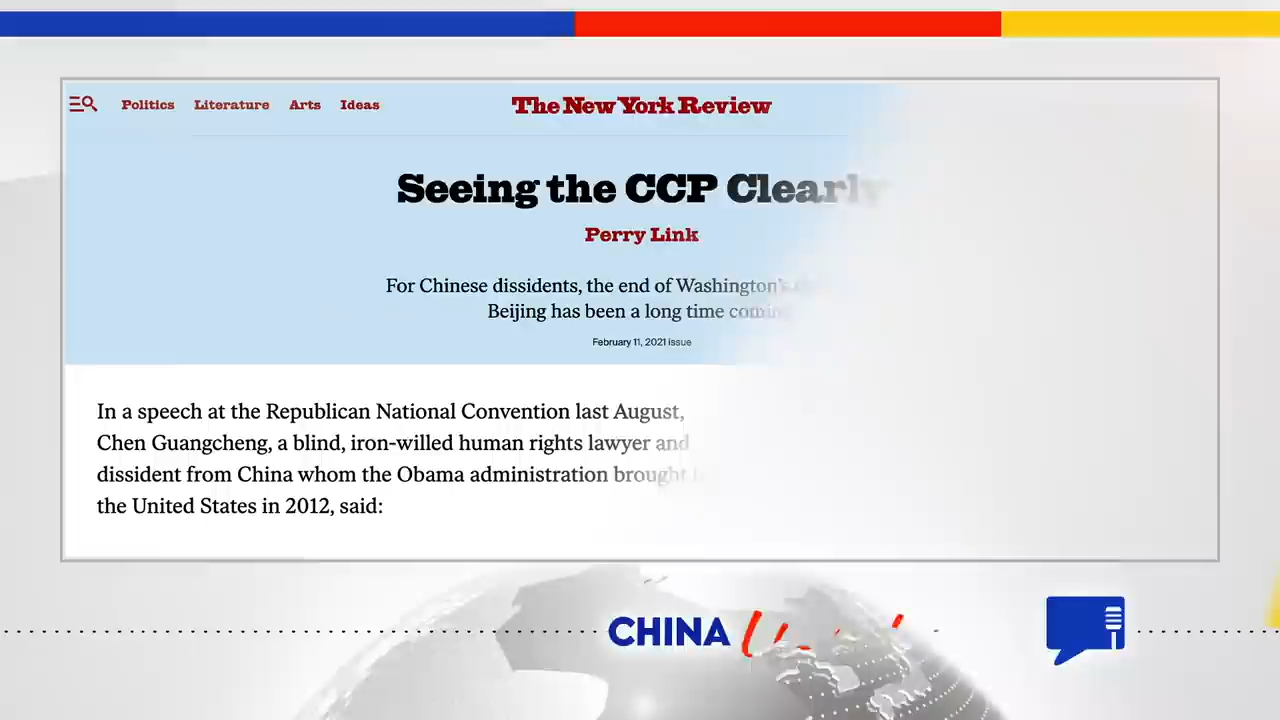 Politics Literature Arts Ideas
The New York Review
Seeing the CCP Clearly
Perry Link
For Chinese dissidents, the end of Washington's
Beijing has been a long time coming
February 11, 2021 issue
In a speech at the Republican National Convention last August,
Chen Guangcheng, a blind, iron-willed human rights lawyer and
dissident from China whom the Obama administration brought
the United States in 2012, said:
CHINA